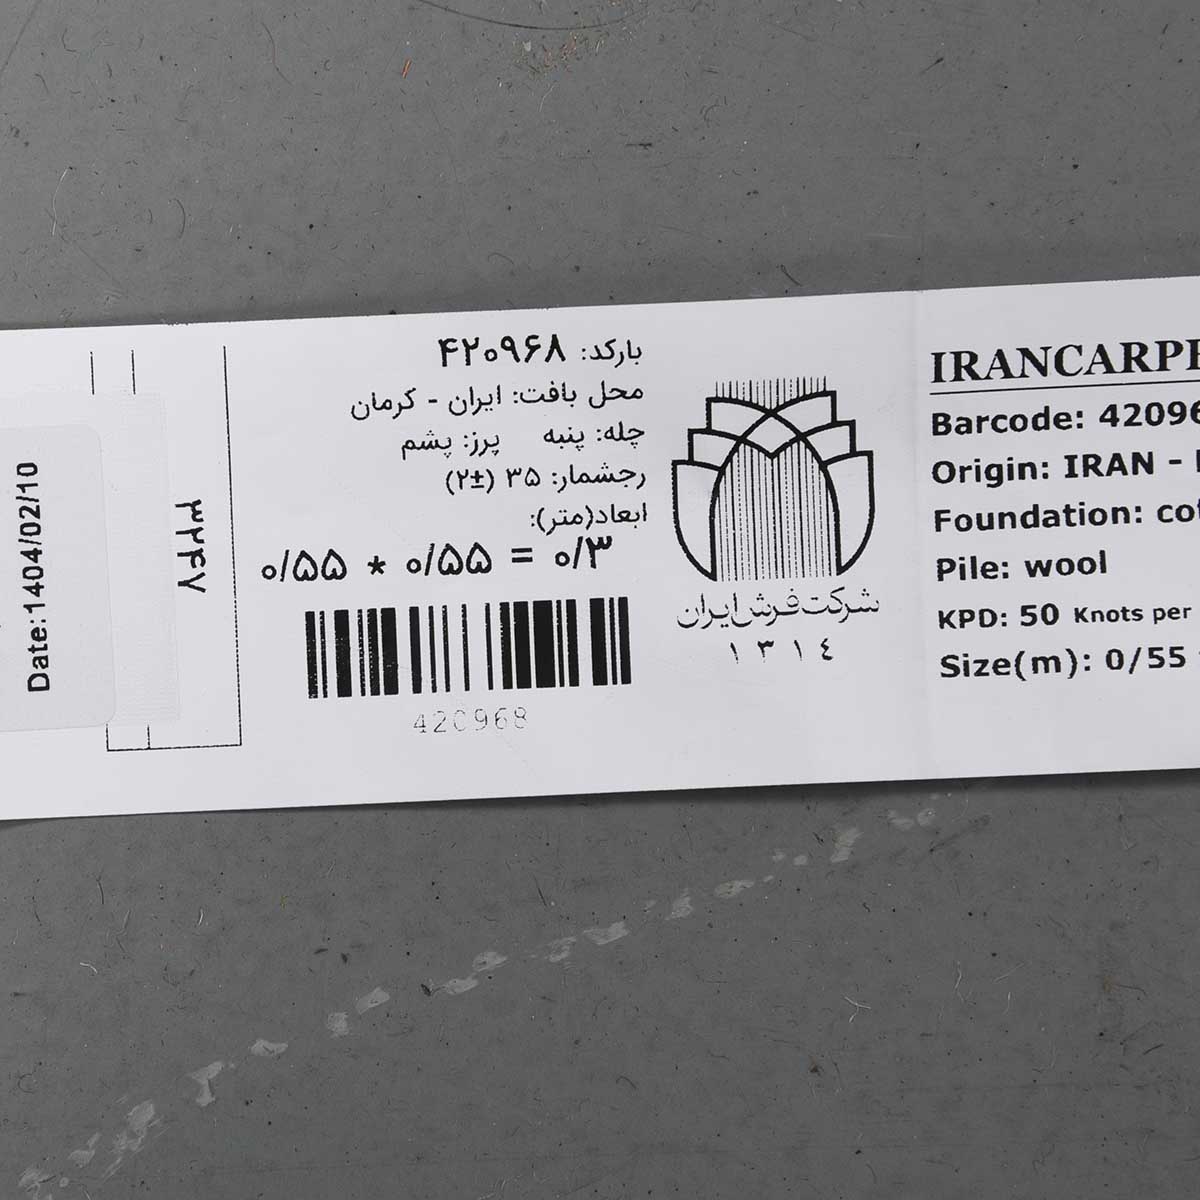 Date:1404/02/10
۳۲۴۷
بارکد: ۴۲۰۹۶۸
محل بافت: ایران - کرمان
چله: پنبه پرز: پشم
رجشمار: ۳۵ (±۲)
ابعاد(متر):
۰/۵۵ * ۰/۵۵ = ۰/۳
420968
شرکت فرش ایران
۱۳۱٤
IRANCARPE
Barcode: 42096
Origin: IRAN -
Foundation: cot
Pile: wool
KPD: 50 Knots per
Size(m): 0/55